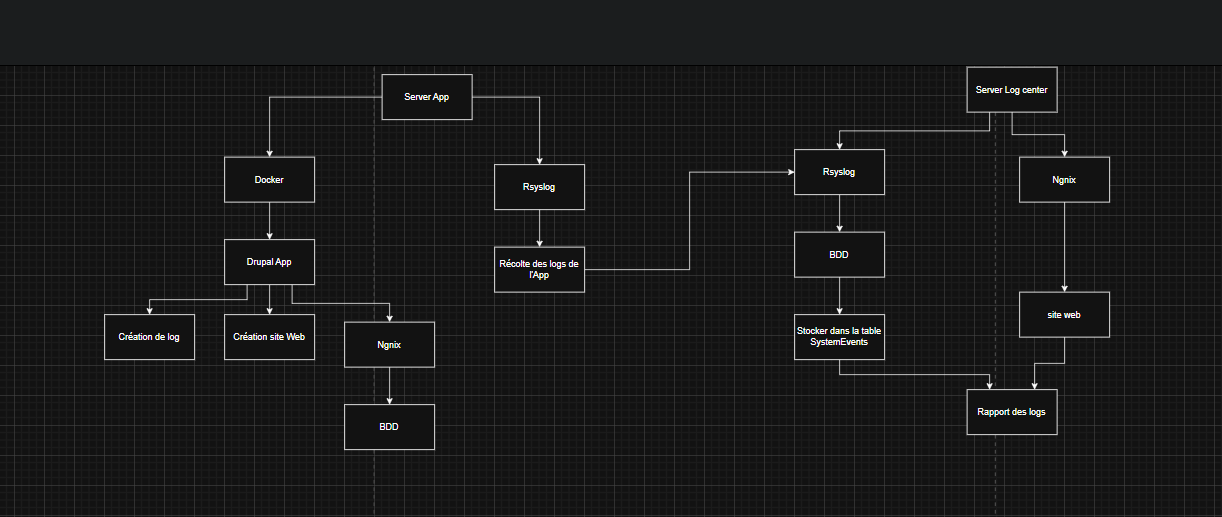 Server App
Server Log center
Docker
Rsyslog
Rsyslog
Ngnix
Drupal App
Récolte des logs de
l'App
BDD
Création de log
Création site Web
Ngnix
Stocker dans la table
SystemEvents
site web
BDD
Rapport des logs